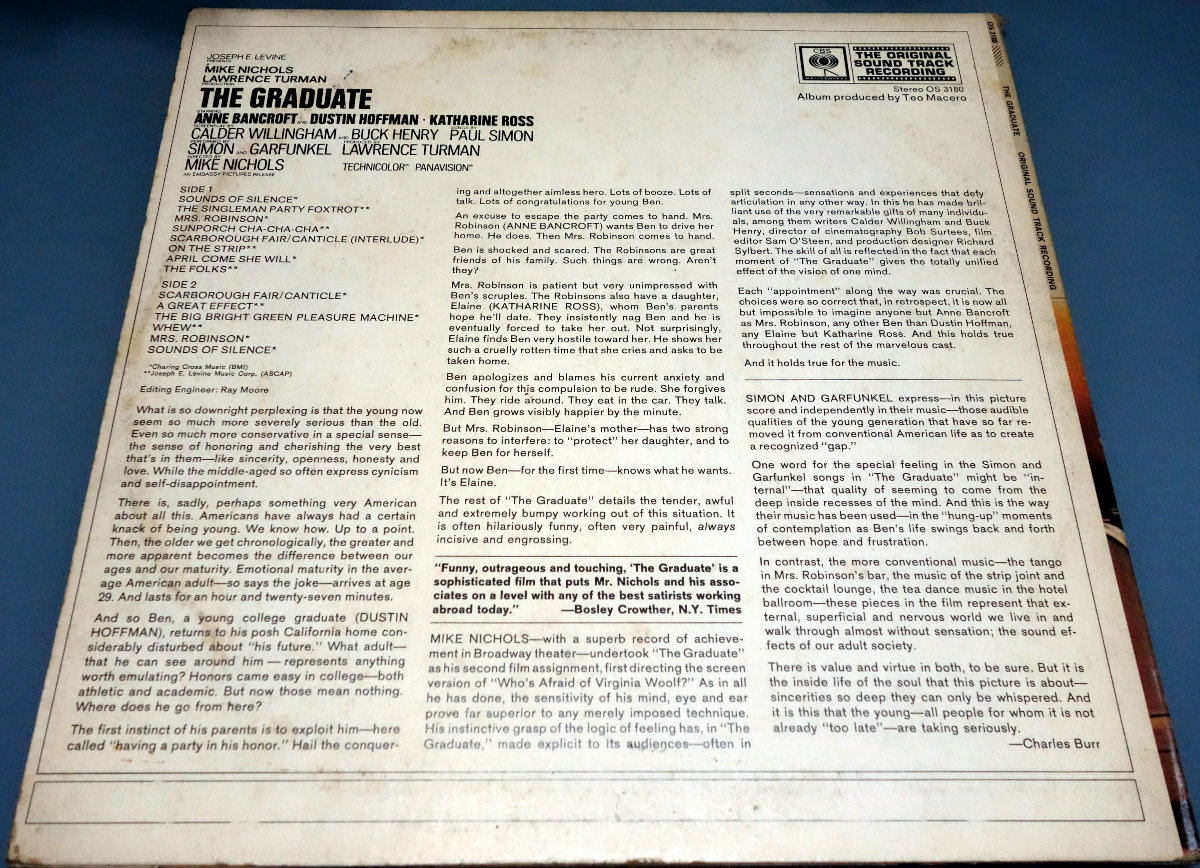 JOSEPH E. LEVINE
PRESENTS
MIKE NICHOLS
LAWRENCE TURMAN
PRODUCTION
THE GRADUATE
STARRING
ANNE BANCROFT AND DUSTIN HOFFMAN · KATHARINE ROSS
SCREENPLAY BY SONGS BY
CALDER WILLINGHAM AND BUCK HENRY PAUL SIMON
PERFORMED BY PRODUCED BY
SIMON AND GARFUNKEL LAWRENCE TURMAN
DIRECTED BY
MIKE NICHOLS TECHNICOLOR® PANAVISION®
AN EMBASSY PICTURES RELEASE
CBS
MASTERWORKS
THE ORIGINAL
SOUND TRACK
RECORDING
Stereo OS 3180
Album produced by Teo Macero
SIDE 1
SOUNDS OF SILENCE*
THE SINGLEMAN PARTY FOXTROT**
MRS. ROBINSON*
SUNPORCH CHA-CHA-CHA**
SCARBOROUGH FAIR/CANTICLE (INTERLUDE)*
ON THE STRIP**
APRIL COME SHE WILL*
THE FOLKS**
SIDE 2
SCARBOROUGH FAIR/CANTICLE*
A GREAT EFFECT**
THE BIG BRIGHT GREEN PLEASURE MACHINE*
WHEW**
MRS. ROBINSON*
SOUNDS OF SILENCE*
*Charing Cross Music (BMI)
**Joseph E. Levine Music Corp. (ASCAP)
Editing Engineer: Ray Moore
What is so downright perplexing is that the young now
seem so much more severely serious than the old.
Even so much more conservative in a special sense—
the sense of honoring and cherishing the very best
that's in them—like sincerity, openness, honesty and
love. While the middle-aged so often express cynicism
and self-disappointment.
There is, sadly, perhaps something very American
about all this. Americans have always had a certain
knack of being young. We know how. Up to a point.
Then, the older we get chronologically, the greater and
more apparent becomes the difference between our
ages and our maturity. Emotional maturity in the aver-
age American adult—so says the joke—arrives at age
29. And lasts for an hour and twenty-seven minutes.
And so Ben, a young college graduate (DUSTIN
HOFFMAN), returns to his posh California home con-
siderably disturbed about "his future." What adult—
that he can see around him — represents anything
worth emulating? Honors came easy in college—both
athletic and academic. But now those mean nothing.
Where does he go from here?
The first instinct of his parents is to exploit him—here
called "having a party in his honor." Hail the conquer-
ing and altogether aimless hero. Lots of booze. Lots of
talk. Lots of congratulations for young Ben.
An excuse to escape the party comes to hand. Mrs.
Robinson (ANNE BANCROFT) wants Ben to drive her
home. He does. Then Mrs. Robinson comes to hand.
Ben is shocked and scared. The Robinsons are great
friends of his family. Such things are wrong. Aren't
they?
Mrs. Robinson is patient but very unimpressed with
Ben's scruples. The Robinsons also have a daughter,
Elaine (KATHARINE ROSS), whom Ben's parents
hope he'll date. They insistently nag Ben and he is
eventually forced to take her out. Not surprisingly,
Elaine finds Ben very hostile toward her. He shows her
such a cruelly rotten time that she cries and asks to be
taken home.
Ben apologizes and blames his current anxiety and
confusion for this compulsion to be rude. She forgives
him. They ride around. They eat in the car. They talk.
And Ben grows visibly happier by the minute.
But Mrs. Robinson—Elaine's mother—has two strong
reasons to interfere: to "protect" her daughter, and to
keep Ben for herself.
But now Ben—for the first time—knows what he wants.
It's Elaine.
The rest of "The Graduate" details the tender, awful
and extremely bumpy working out of this situation. It
is often hilariously funny, often very painful, always
incisive and engrossing.
"Funny, outrageous and touching, 'The Graduate' is a
sophisticated film that puts Mr. Nichols and his asso-
ciates on a level with any of the best satirists working
abroad today." —Bosley Crowther, N.Y. Times
MIKE NICHOLS—with a superb record of achieve-
ment in Broadway theater—undertook "The Graduate"
as his second film assignment, first directing the screen
version of "Who's Afraid of Virginia Woolf?" As in all
he has done, the sensitivity of his mind, eye and ear
prove far superior to any merely imposed technique.
His instinctive grasp of the logic of feeling has, in "The
Graduate," made explicit to its audiences—often in
split seconds—sensations and experiences that defy
articulation in any other way. In this he has made bril-
liant use of the very remarkable gifts of many individu-
als, among them writers Calder Willingham and Buck
Henry, director of cinematography Bob Surtees, film
editor Sam O'Steen, and production designer Richard
Sylbert. The skill of all is reflected in the fact that each
moment of "The Graduate" gives the totally unified
effect of the vision of one mind.
Each "appointment" along the way was crucial. The
choices were so correct that, in retrospect, it is now all
but impossible to imagine anyone but Anne Bancroft
as Mrs. Robinson, any other Ben than Dustin Hoffman,
any Elaine but Katharine Ross. And this holds true
throughout the rest of the marvelous cast.
And it holds true for the music.
SIMON AND GARFUNKEL express—in this picture
score and independently in their music—those audible
qualities of the young generation that have so far re-
moved it from conventional American life as to create
a recognized "gap."
One word for the special feeling in the Simon and
Garfunkel songs in "The Graduate" might be "in-
ternal"—that quality of seeming to come from the
deep inside recesses of the mind. And this is the way
their music has been used—in the "hung-up" moments
of contemplation as Ben's life swings back and forth
between hope and frustration.
In contrast, the more conventional music—the tango
in Mrs. Robinson's bar, the music of the strip joint and
the cocktail lounge, the tea dance music in the hotel
ballroom—these pieces in the film represent that ex-
ternal, superficial and nervous world we live in and
walk through almost without sensation; the sound ef-
fects of our adult society.
There is value and virtue in both, to be sure. But it is
the inside life of the soul that this picture is about—
sincerities so deep they can only be whispered. And
it is this that the young—all people for whom it is not
already "too late"—are taking seriously.
—Charles Burr
OS 3180
THE GRADUATE ORIGINAL SOUND TRACK RECORDING